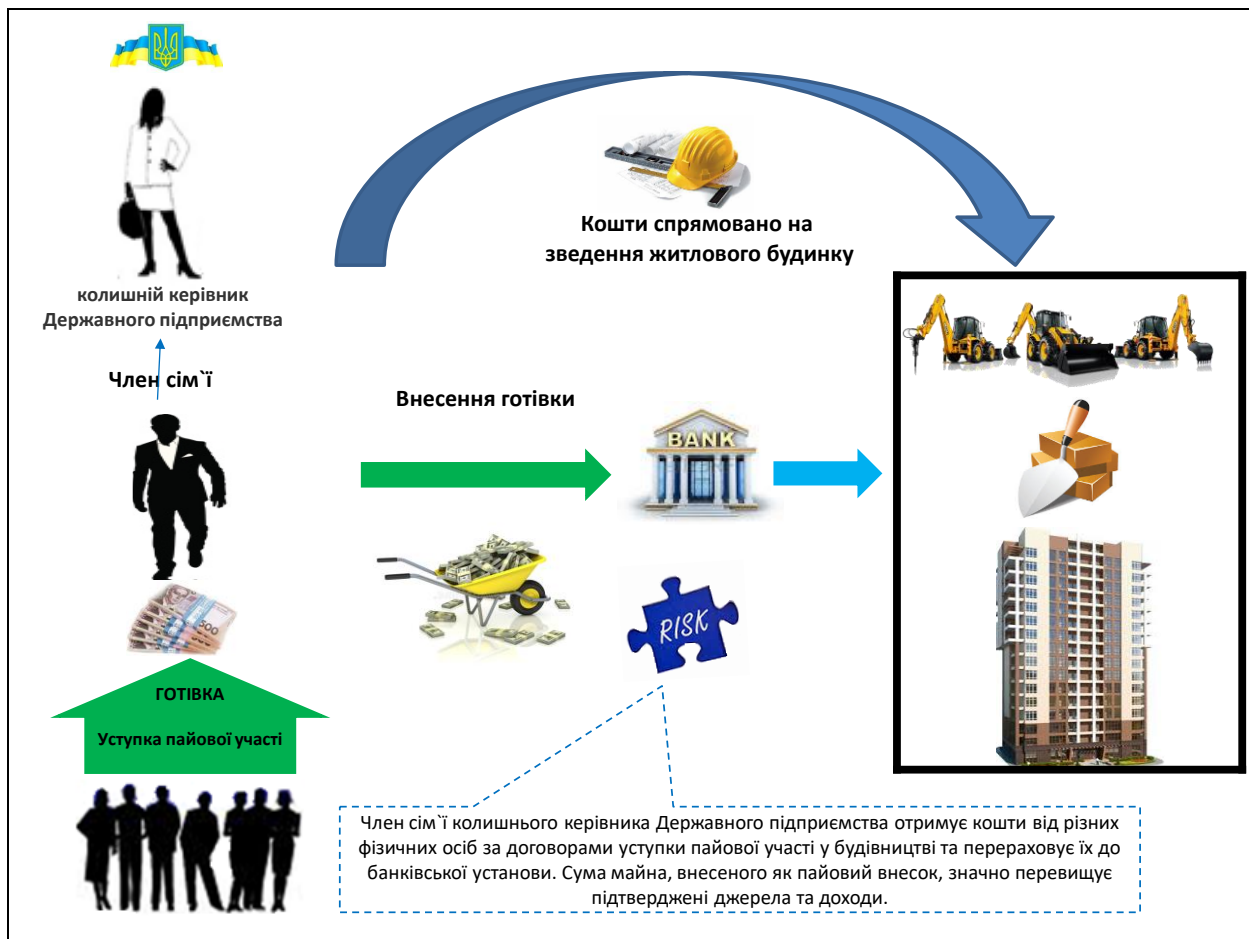 колишній керівник
Державного підприємства
Член сім`ї
Кошти спрямовано на
зведення житлового будинку
Внесення готівки
BANK
RISK
500
ГОТІВКА
Уступка пайової участі
Член сім`ї колишнього керівника Державного підприємства отримує кошти від різних
фізичних осіб за договорами уступки пайової участі у будівництві та перераховує їх до
банківської установи. Сума майна, внесеного як пайовий внесок, значно перевищує
підтверджені джерела та доходи.